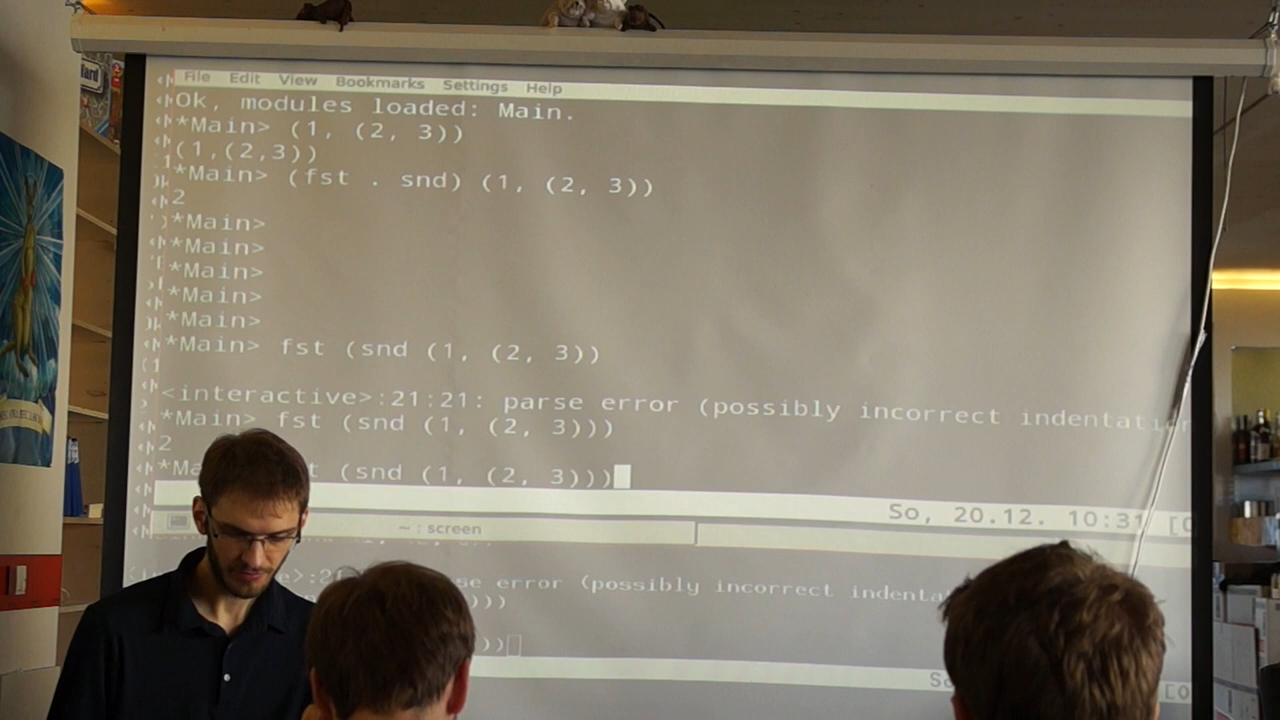 File Edit View Bookmarks Settings Help
Ok, modules loaded: Main.
*Main> (1, (2, 3))
(1,(2,3))
*Main> (fst . snd) (1, (2, 3))
2
*Main>
*Main>
*Main>
*Main>
*Main>
*Main> fst (snd (1, (2, 3))
<interactive>:21:21: parse error (possibly incorrect indentation
*Main> fst (snd (1, (2, 3)))
2
*Ma t (snd (1, (2, 3)))
So, 20.12. 10:31 [0
~ : screen
se error (possibly incorrect indenta
)))
))